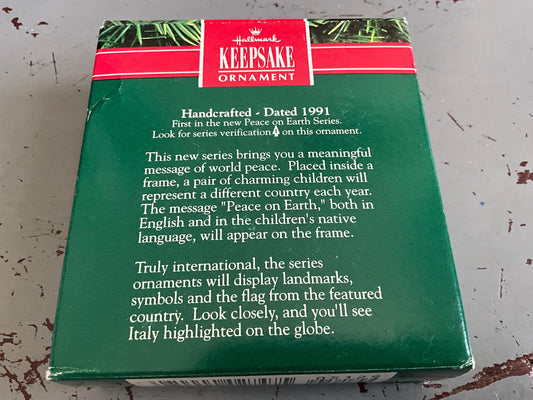 Hallmark
KEEPSAKE
ORNAMENT
Handcrafted - Dated 1991
First in the new Peace on Earth Series.
Look for series verification on this ornament.
This new series brings you a meaningful
message of world peace. Placed inside a
frame, a pair of charming children will
represent a different country each year.
The message "Peace on Earth," both in
English and in the children's native
language, will appear on the frame.
Truly international, the series
ornaments will display landmarks,
symbols and the flag from the featured
country. Look closely, and you'll see
Italy highlighted on the globe.